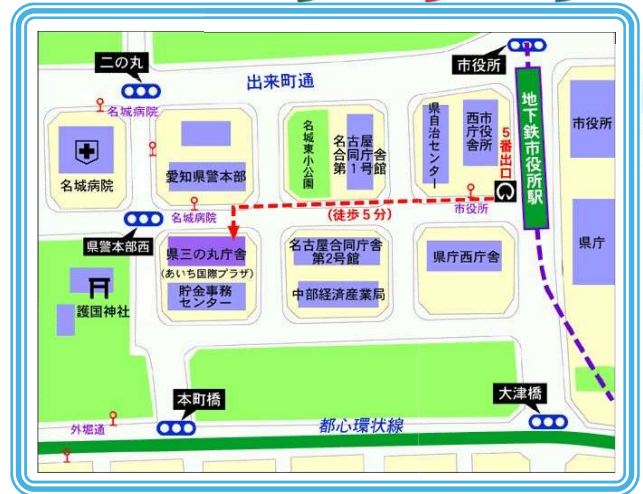 二の丸
市役所
出来町通
名城病院
名城病院
愛知県警本部
名城東小公園
名古屋
合同庁舎
第1号館
県自治センター
市役所
西庁舎
5番出口
地下鉄市役所駅
市役所
名城病院
(徒歩5分)
市役所
県警本部西
県三の丸庁舎
(あいち国際プラザ)
貯金事務
センター
名古屋合同庁舎
第2号館
中部経済産業局
県庁西庁舎
県庁
護国神社
本町橋
大津橋
外堀通
都心環状線